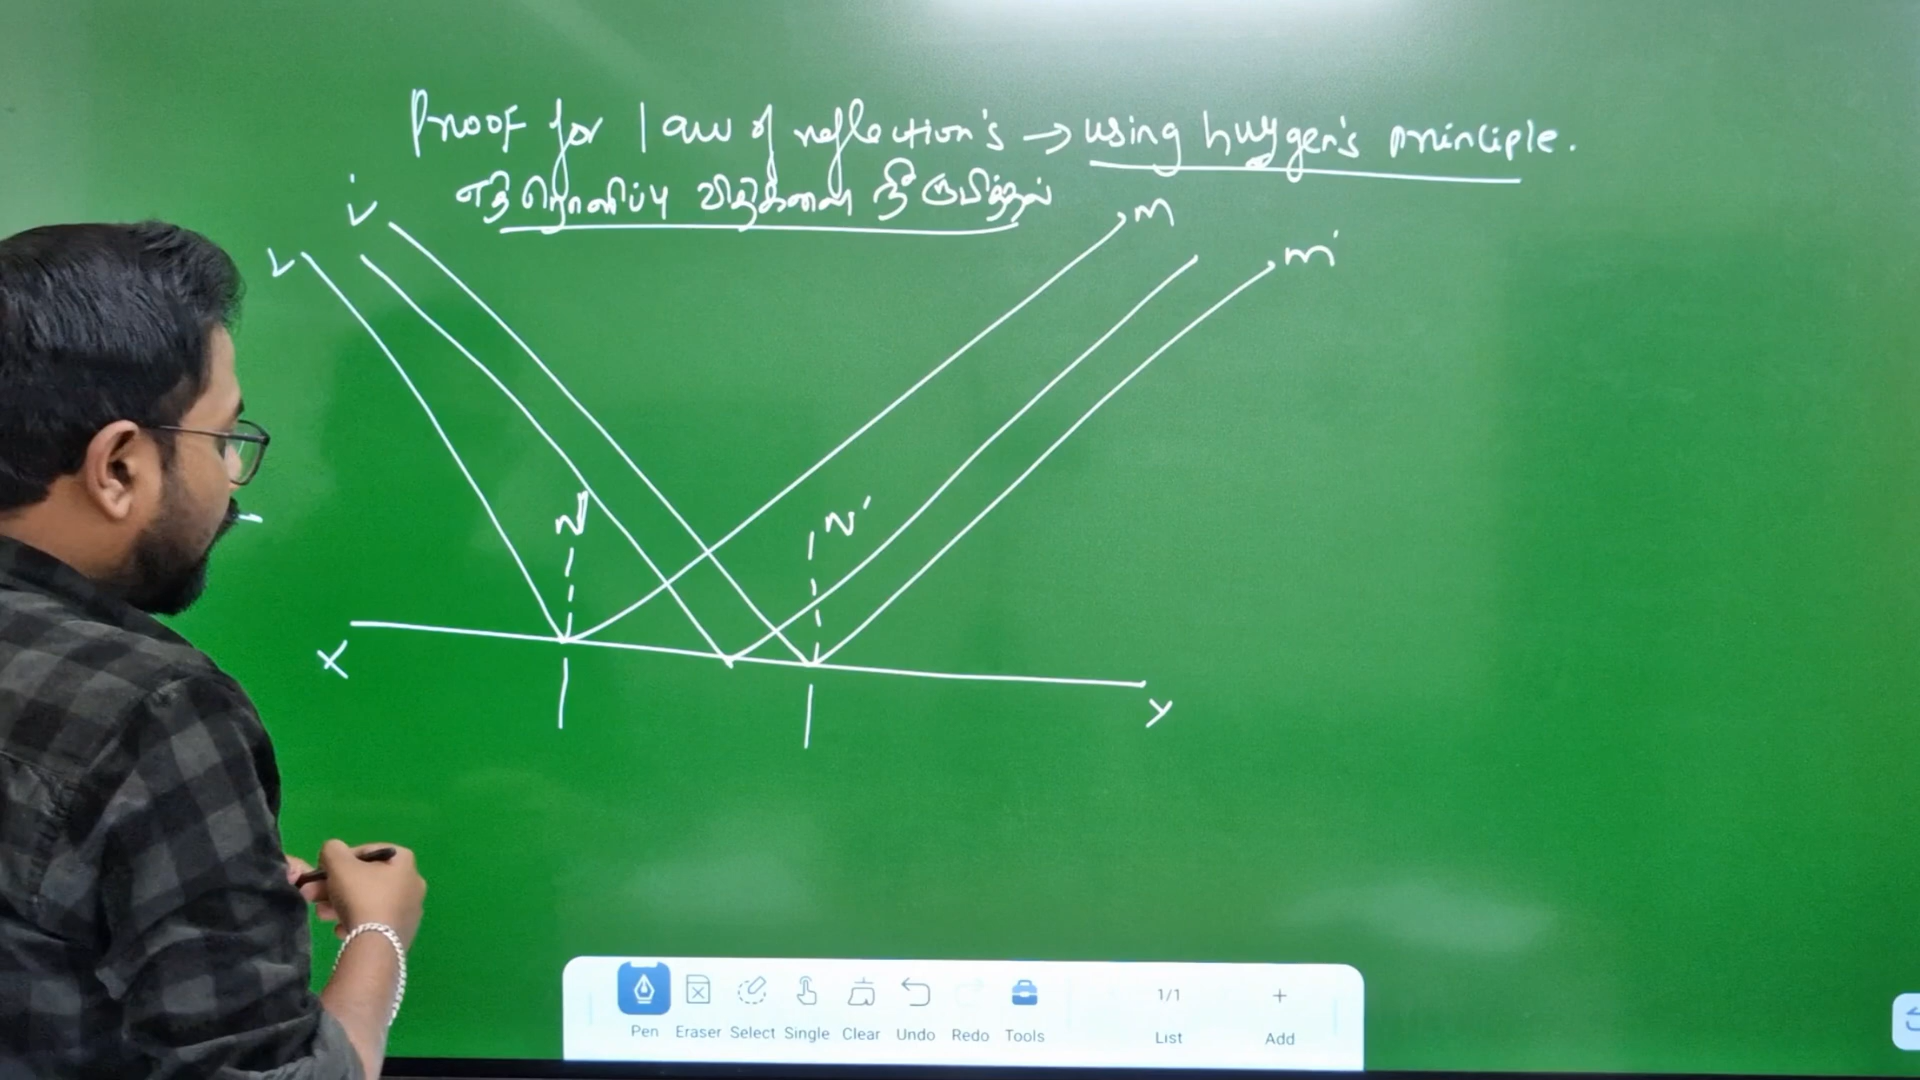 Proof for law of reflection's → using huygen's principle.
எதிரொளிப்பு விதிகளை நிரூபித்தல்
L' M
L M'
N N'
X
Y
Pen Eraser Select Single Clear Undo Redo Tools 1/1 List + Add